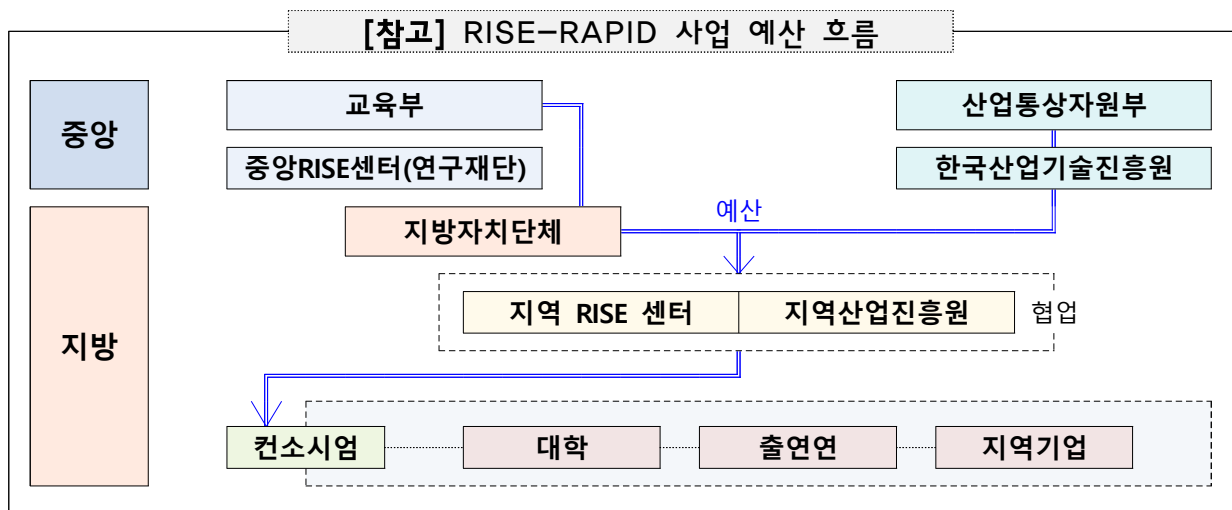 [참고] RISE-RAPID 사업 예산 흐름
중앙
교육부
산업통상자원부
중앙RISE센터(연구재단)
한국산업기술진흥원
지방
지방자치단체
예산
지역 RISE 센터
지역산업진흥원
협업
컨소시엄
대학
출연연
지역기업